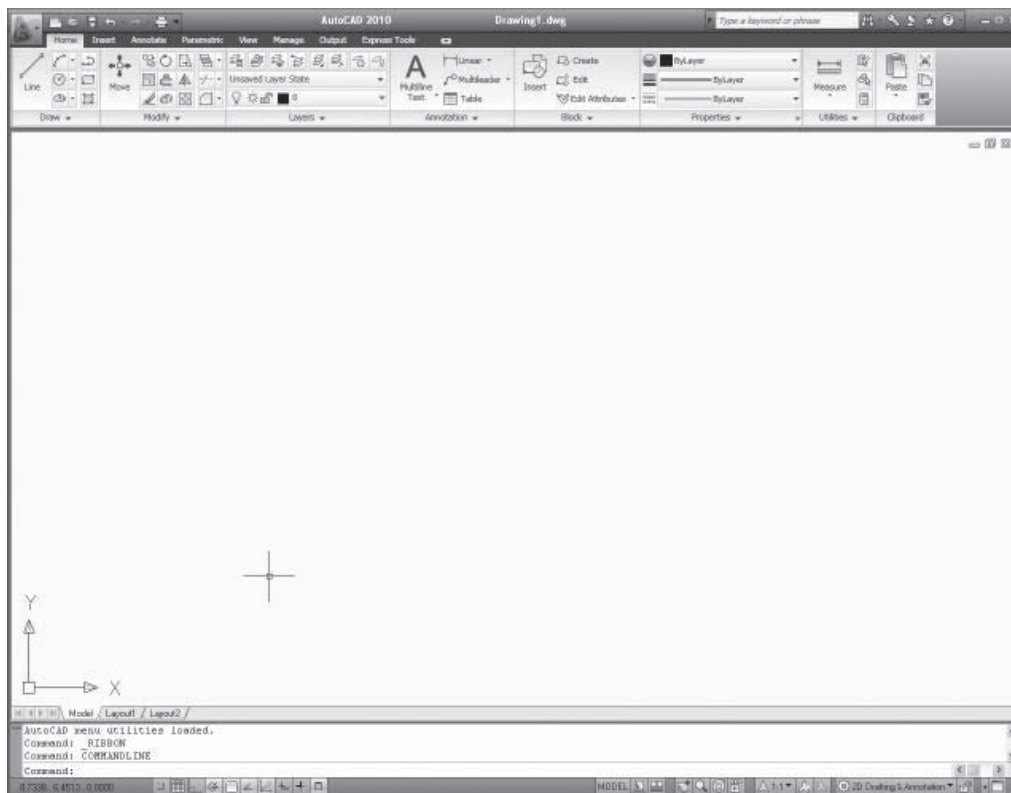 AutoCAD 2010 Drawing1.dwg Type a keyword or phrase
Home Insert Annotate Parametric View Manage Output Express Tools
Line Move Unsaved Layer State 0 Multiline Text Linear Multileader Table Insert Create Edit Edit Attributes ByLayer ByLayer ByLayer Measure Paste
Draw Modify Layers Annotation Block Properties Utilities Clipboard
Y
X
Model Layout1 Layout2
AutoCAD menu utilities loaded.
Command: _RIBBON
Command: COMMANDLINE
Command:
MODEL 1:1 2D Drafting & Annotation